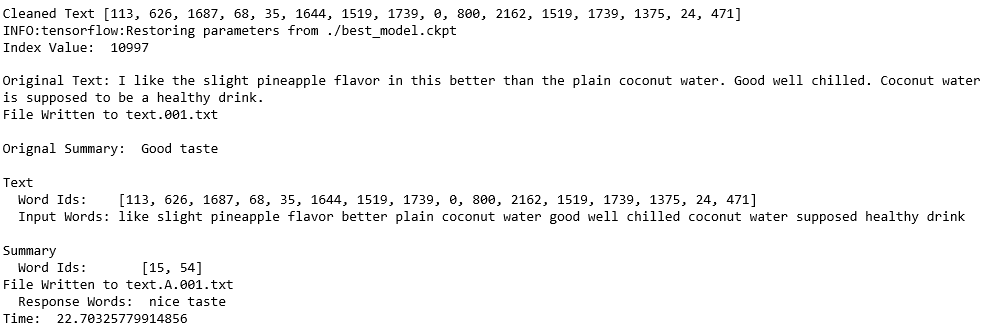 Cleaned Text [113, 626, 1687, 68, 35, 1644, 1519, 1739, 0, 800, 2162, 1519, 1739, 1375, 24, 471]
INFO:tensorflow:Restoring parameters from ./best_model.ckpt
Index Value:  10997
Original Text: I like the slight pineapple flavor in this better than the plain coconut water. Good well chilled. Coconut water
is supposed to be a healthy drink.
File Written to text.001.txt
Orignal Summary:  Good taste
Text
  Word Ids:    [113, 626, 1687, 68, 35, 1644, 1519, 1739, 0, 800, 2162, 1519, 1739, 1375, 24, 471]
  Input Words: like slight pineapple flavor better plain coconut water good well chilled coconut water supposed healthy drink
Summary
  Word Ids:       [15, 54]
File Written to text.A.001.txt
  Response Words:  nice taste
Time:  22.70325779914856